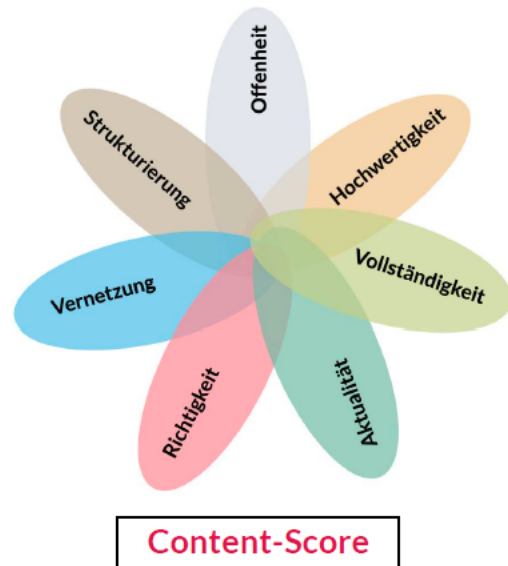 Offenheit
Hochwertigkeit
Vollständigkeit
Aktualität
Richtigkeit
Vernetzung
Strukturierung
Content-Score